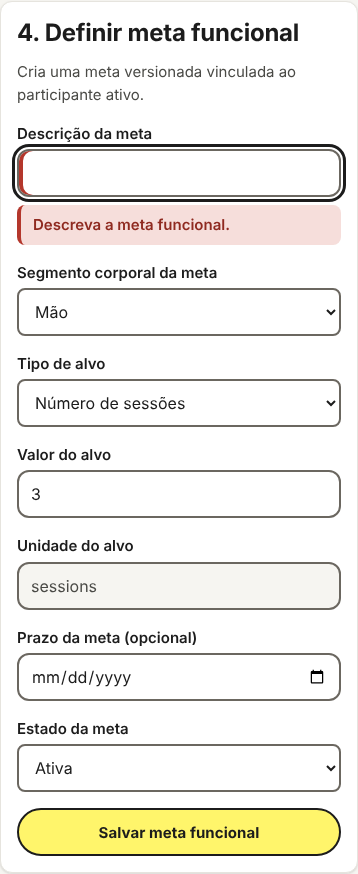 4. Definir meta funcional
Cria uma meta versionada vinculada ao
participante ativo.
Descrição da meta
Descreva a meta funcional.
Segmento corporal da meta
Mão
Tipo de alvo
Número de sessões
Valor do alvo
3
Unidade do alvo
sessions
Prazo da meta (opcional)
mm/dd/yyyy
Estado da meta
Ativa
Salvar meta funcional